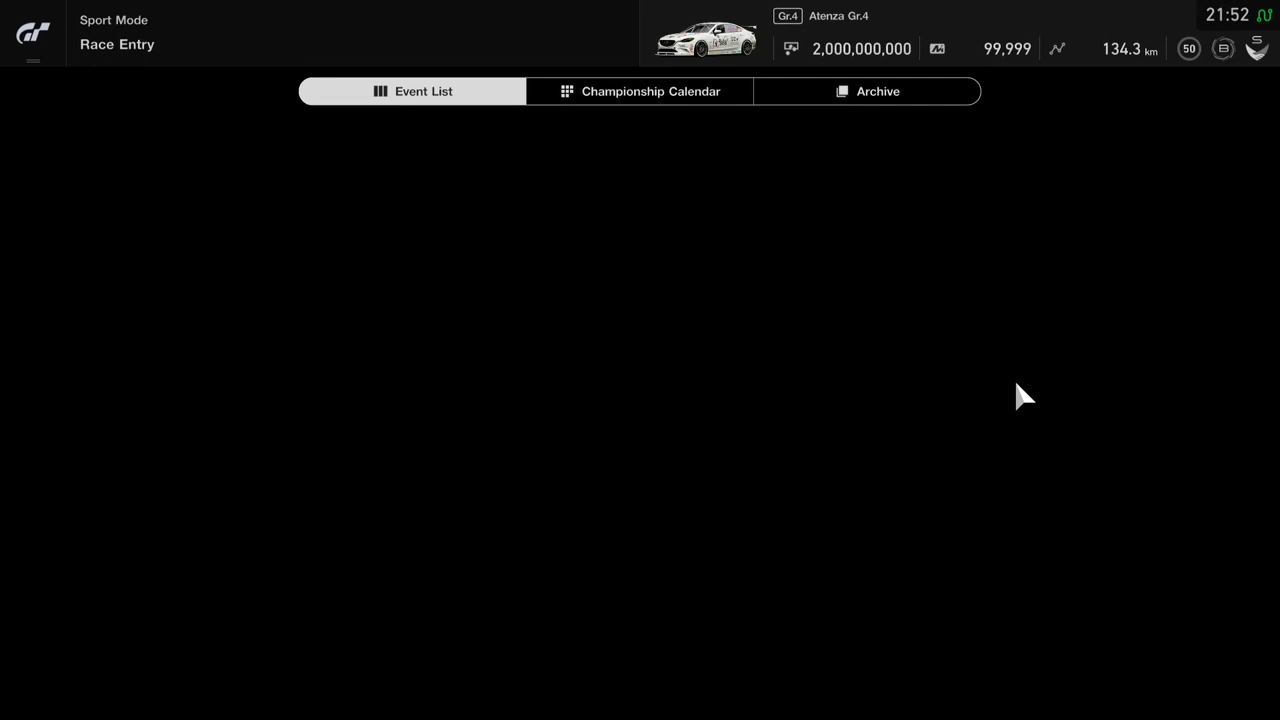 Sport Mode
Race Entry
Gr.4 Atenza Gr.4
2,000,000,000 99,999 134.3 km 50 B S
21:52
Event List Championship Calendar Archive